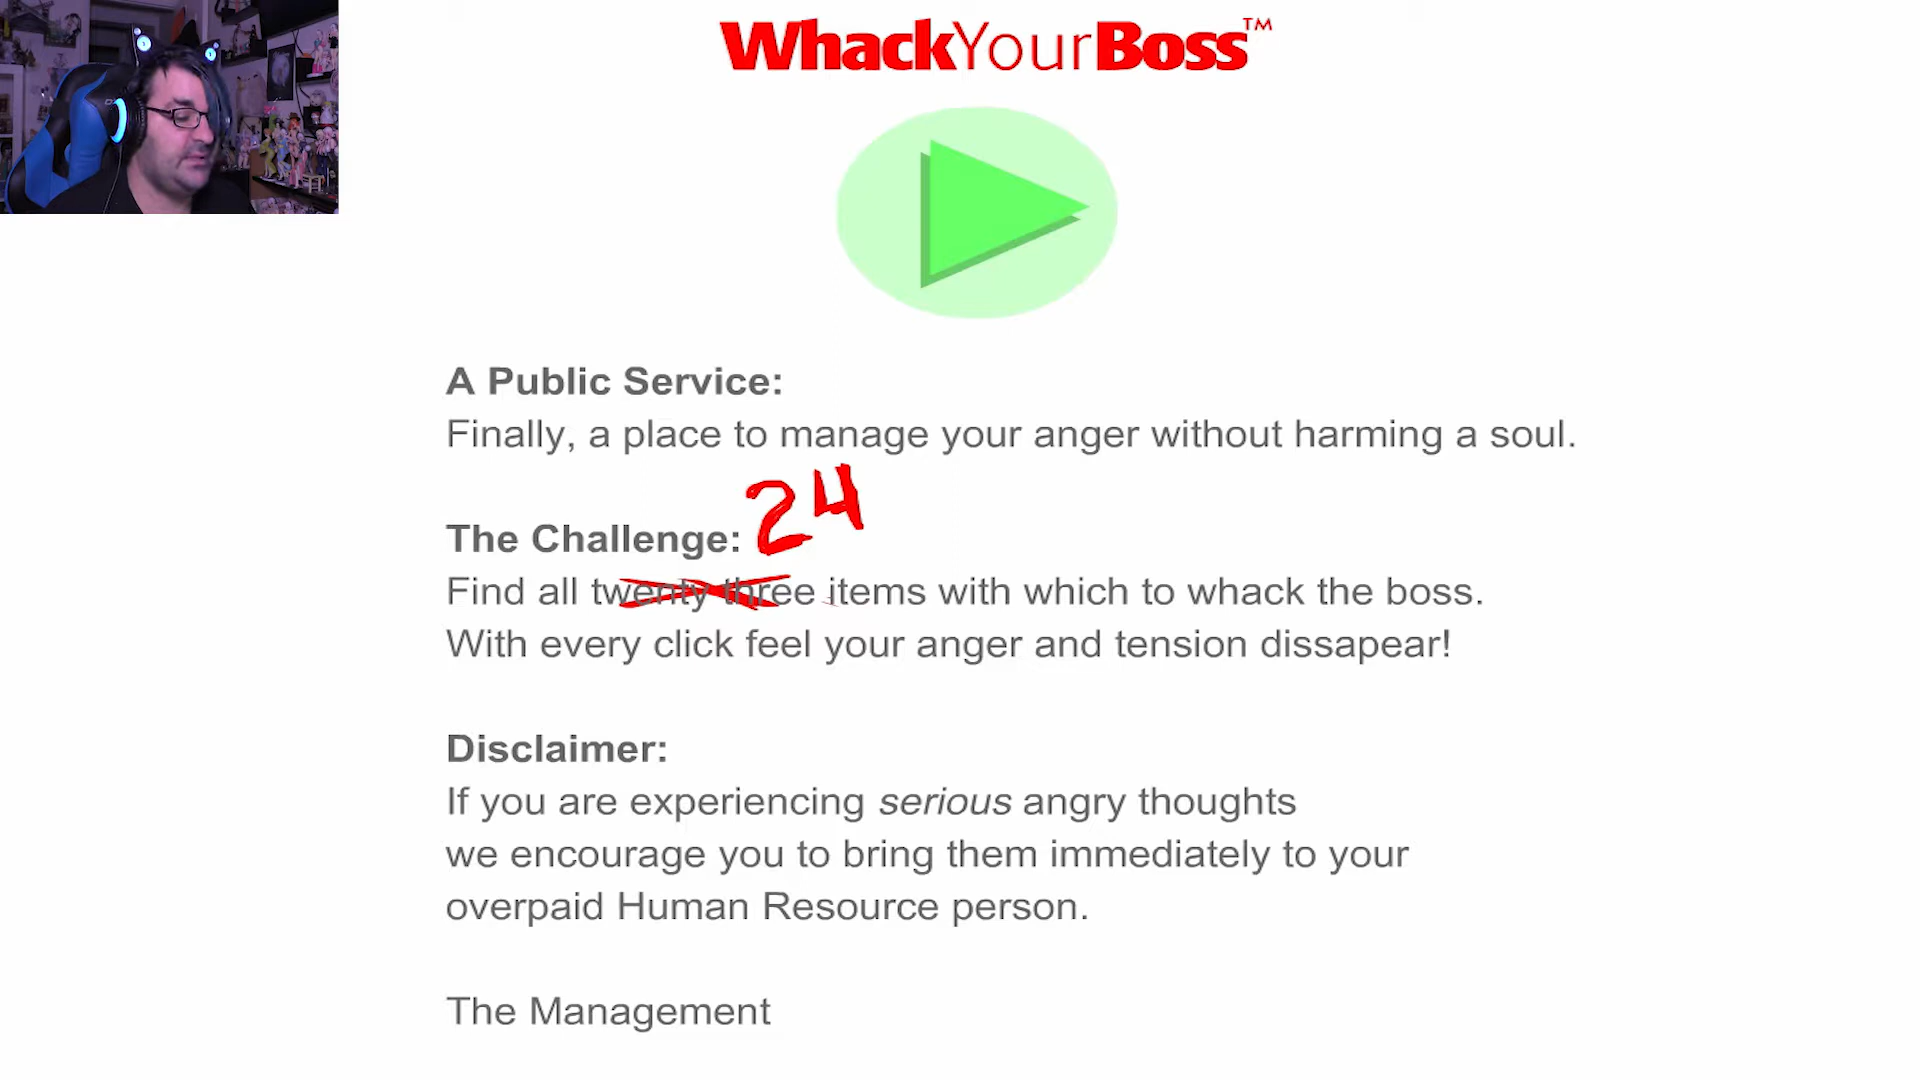 WhackYourBoss™
A Public Service:
Finally, a place to manage your anger without harming a soul.
24
The Challenge:
Find all twenty three items with which to whack the boss.
With every click feel your anger and tension dissapear!
Disclaimer:
If you are experiencing serious angry thoughts
we encourage you to bring them immediately to your
overpaid Human Resource person.
The Management